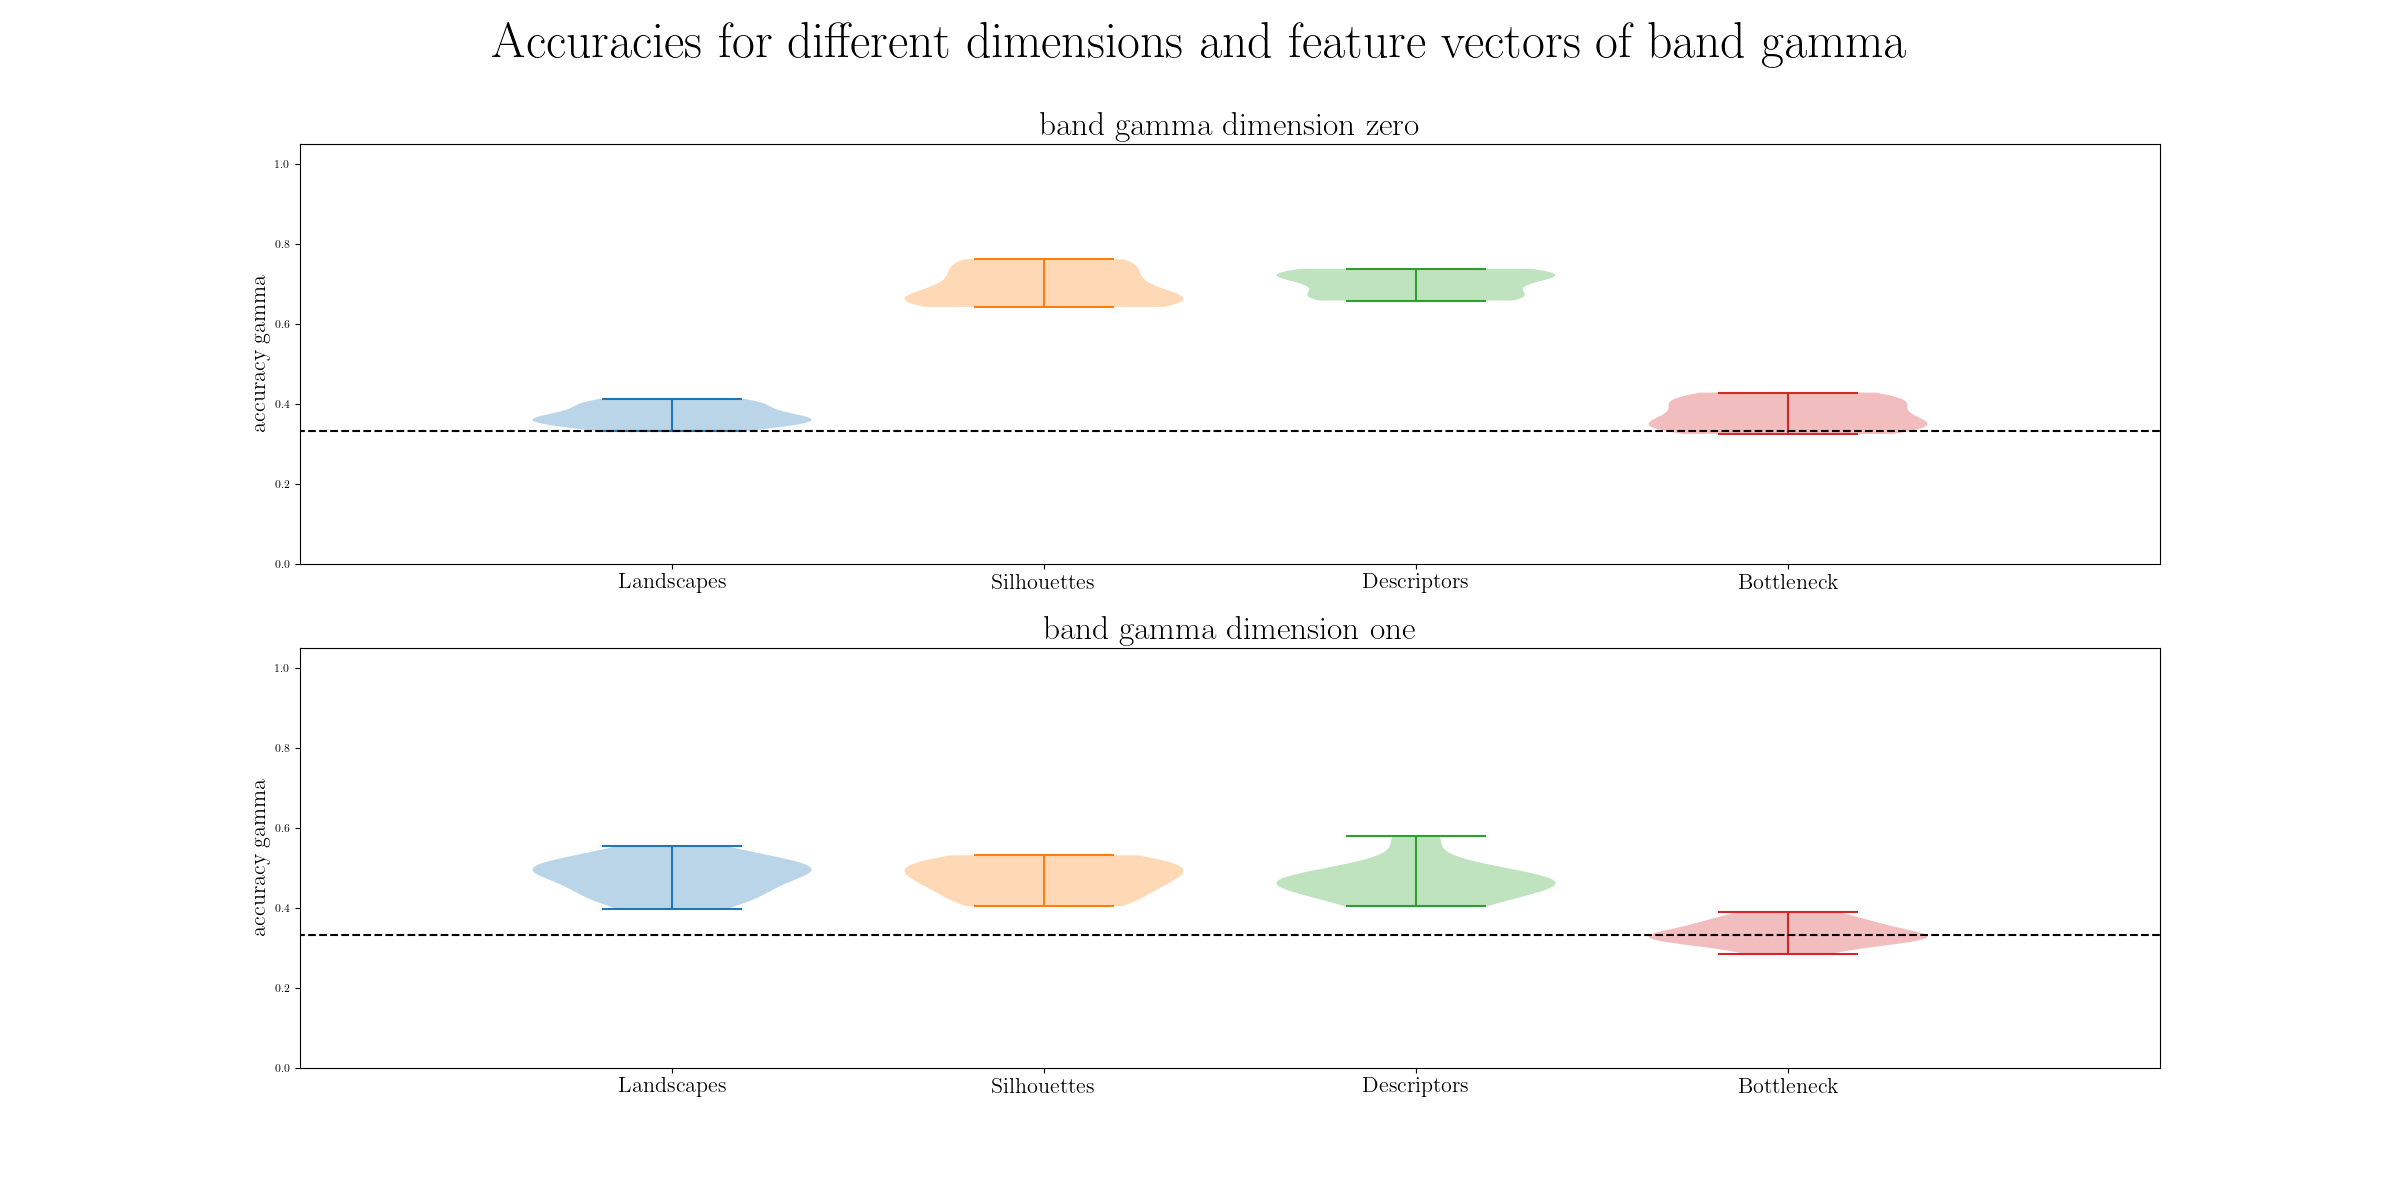 Accuracies for different dimensions and feature vectors of band gamma
band gamma dimension zero
accuracy gamma
1.0
0.8
0.6
0.4
0.2
0.0
Landscapes Silhouettes Descriptors Bottleneck
band gamma dimension one
accuracy gamma
1.0
0.8
0.6
0.4
0.2
0.0
Landscapes Silhouettes Descriptors Bottleneck